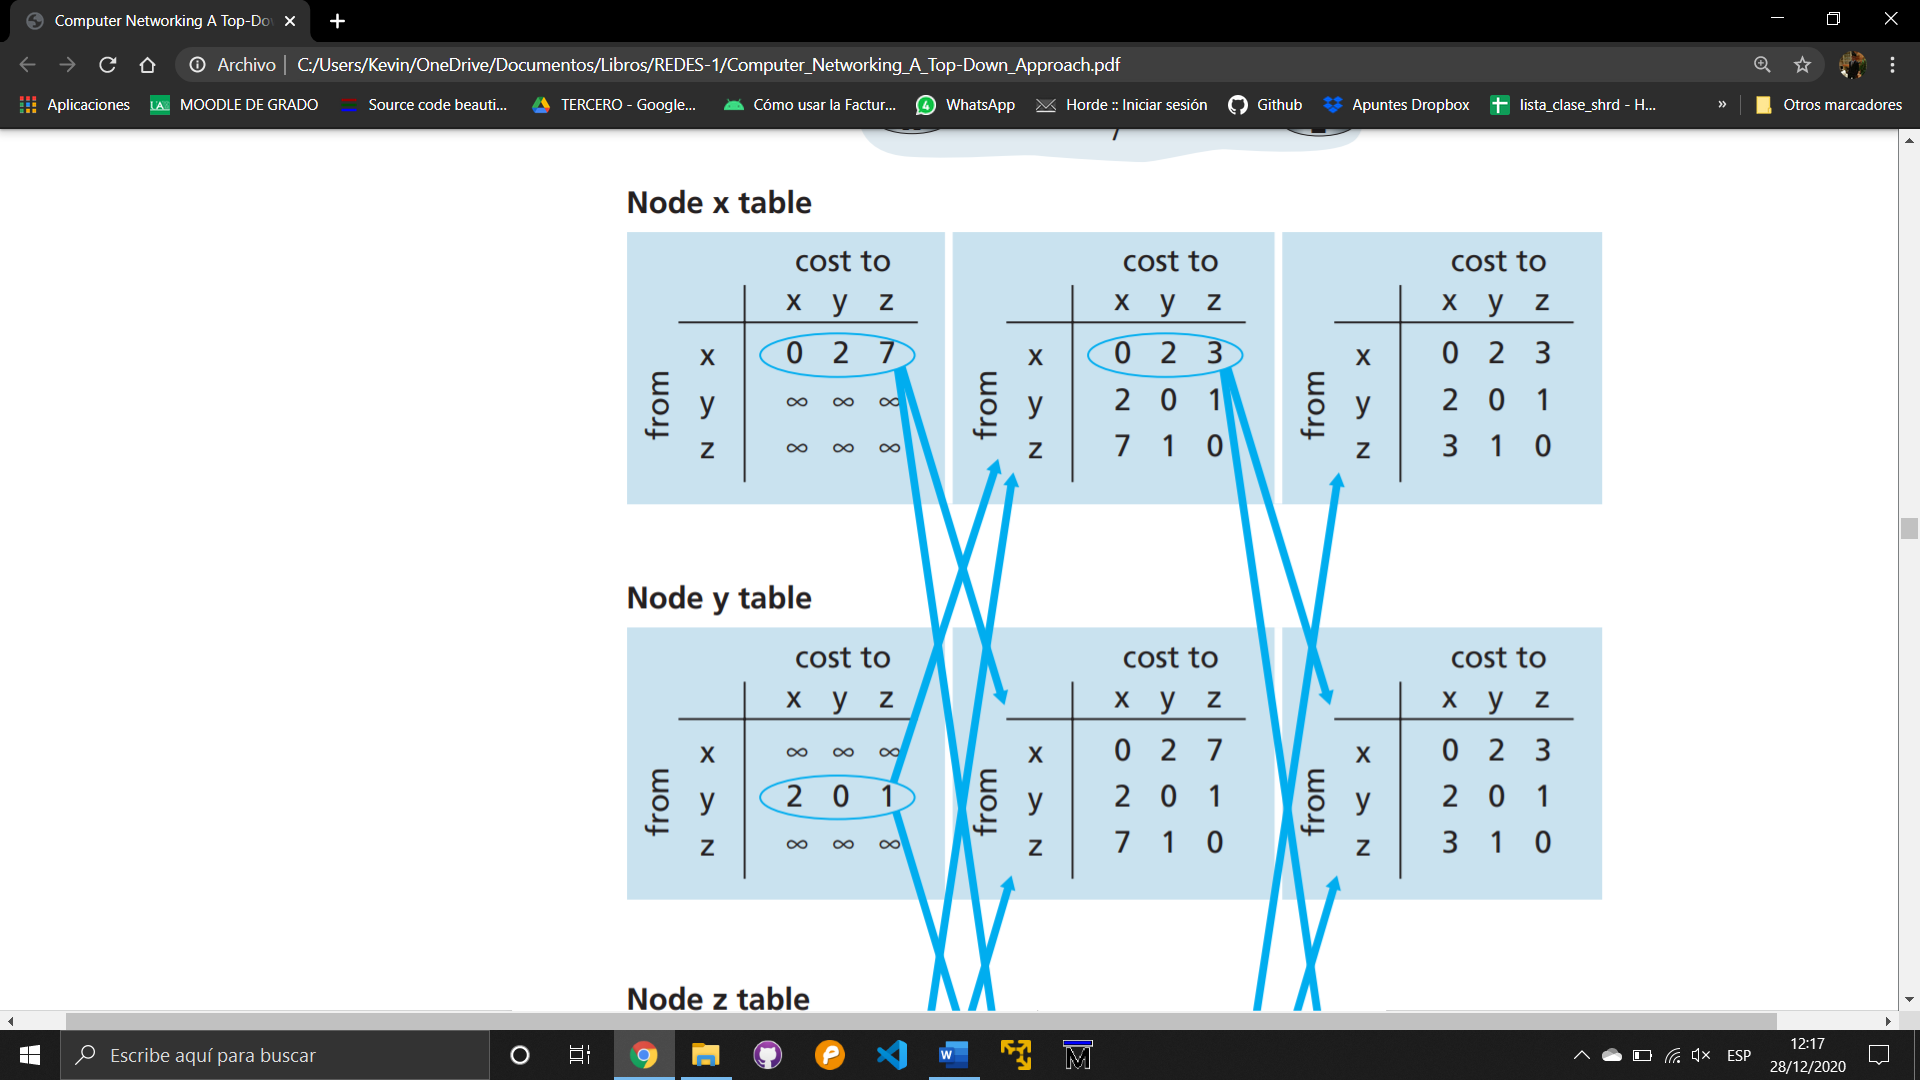 Computer Networking A Top-Do
Archivo | C:/Users/Kevin/OneDrive/Documentos/Libros/REDES-1/Computer_Networking_A_Top-Down_Approach.pdf
Aplicaciones MOODLE DE GRADO Source code beauti... TERCERO - Google... Cómo usar la Factur... WhatsApp Horde :: Iniciar sesión Github Apuntes Dropbox lista_clase_shrd - H... » Otros marcadores
Node x table
cost to cost to cost to
x y z x y z x y z
from from from
x 0 2 7 x 0 2 3 x 0 2 3
y ∞ ∞ ∞ y 2 0 1 y 2 0 1
z ∞ ∞ ∞ z 7 1 0 z 3 1 0
Node y table
cost to cost to cost to
x y z x y z x y z
from from from
x ∞ ∞ ∞ x 0 2 7 x 0 2 3
y 2 0 1 y 2 0 1 y 2 0 1
z ∞ ∞ ∞ z 7 1 0 z 3 1 0
Node z table
Escribe aquí para buscar
ESP
12:17
28/12/2020